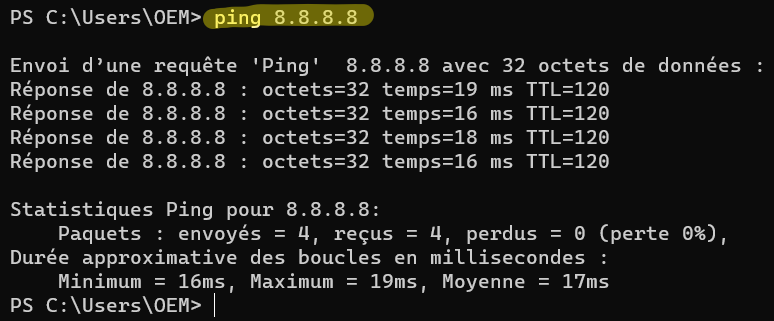 PS C:\Users\OEM> ping 8.8.8.8
Envoi d’une requête 'Ping'  8.8.8.8 avec 32 octets de données :
Réponse de 8.8.8.8 : octets=32 temps=19 ms TTL=120
Réponse de 8.8.8.8 : octets=32 temps=16 ms TTL=120
Réponse de 8.8.8.8 : octets=32 temps=18 ms TTL=120
Réponse de 8.8.8.8 : octets=32 temps=16 ms TTL=120
Statistiques Ping pour 8.8.8.8:
    Paquets : envoyés = 4, reçus = 4, perdus = 0 (perte 0%),
Durée approximative des boucles en millisecondes :
    Minimum = 16ms, Maximum = 19ms, Moyenne = 17ms
PS C:\Users\OEM>